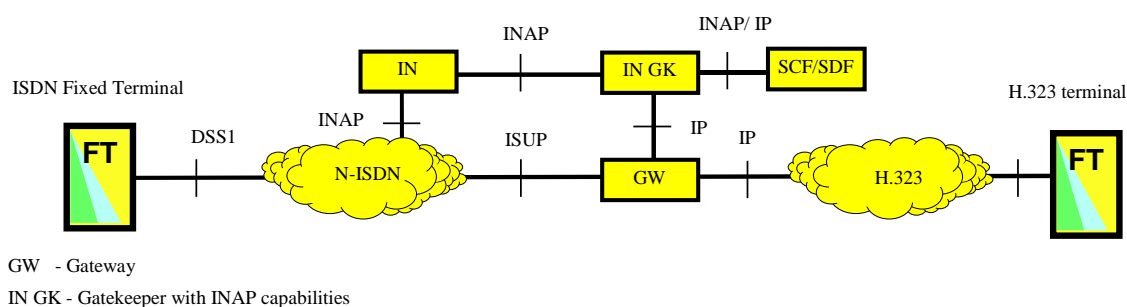 INAP
INAP/ IP
IN
IN GK
SCF/SDF
ISDN Fixed Terminal
H.323 terminal
INAP
DSS1
ISUP
IP
IP
FT
N-ISDN
GW
H.323
FT
GW - Gateway
IN GK - Gatekeeper with INAP capabilities